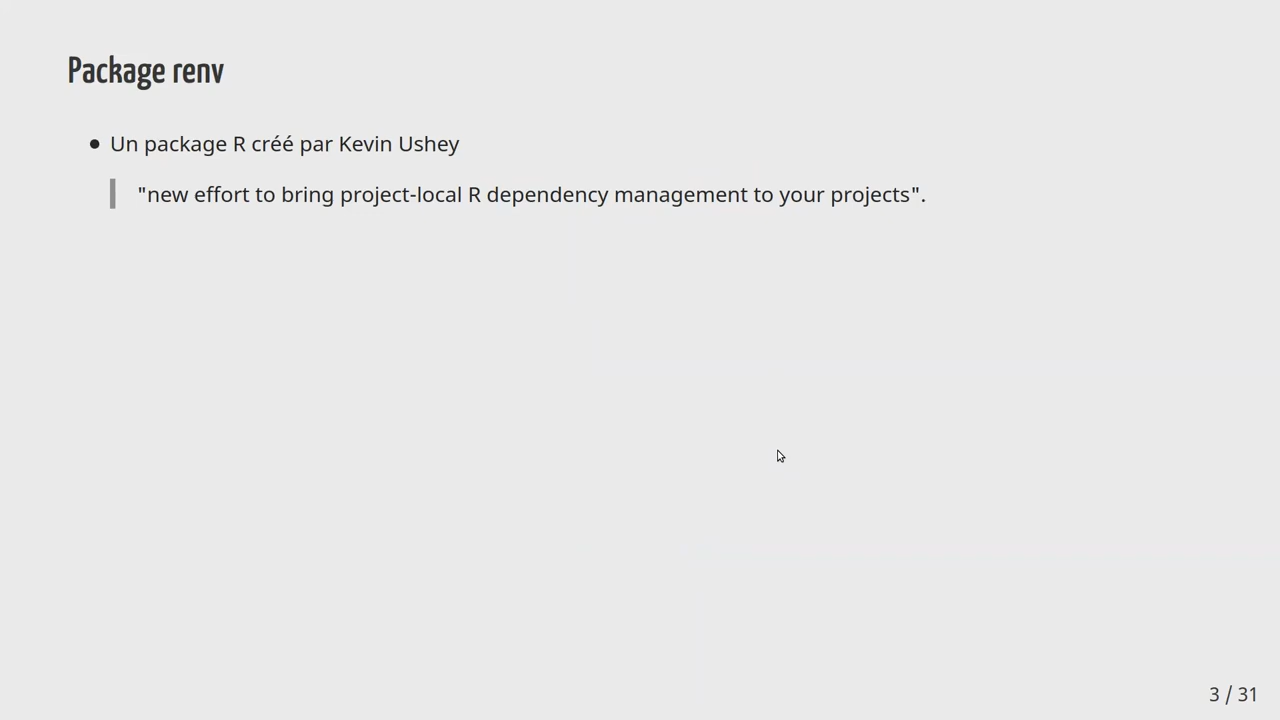 Package renv
Un package R créé par Kevin Ushey
"new effort to bring project-local R dependency management to your projects".
3 / 31